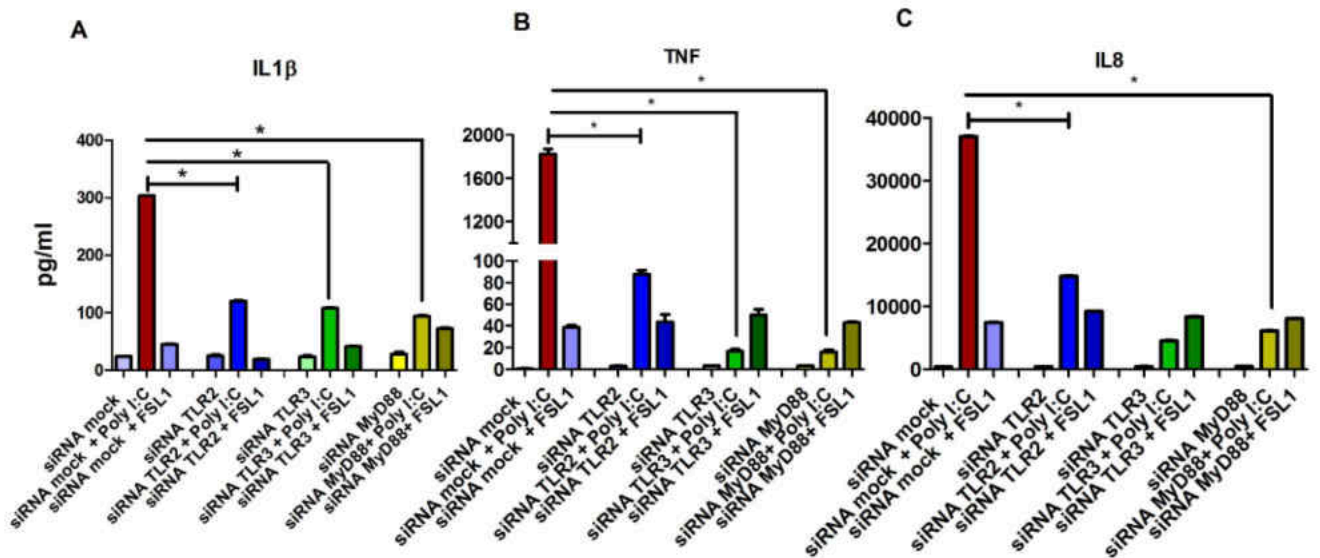 A
IL1β
pg/ml
400
300
200
100
0
*
*
*
siRNA mock
siRNA mock + Poly I:C
siRNA mock + FSL1
siRNA TLR2
siRNA TLR2 + Poly I:C
siRNA TLR2 + FSL1
siRNA TLR3
siRNA TLR3 + Poly I:C
siRNA TLR3 + FSL1
siRNA MyD88
siRNA MyD88+ Poly I:C
siRNA MyD88+ FSL1
B
TNF
2000
1800
1600
1400
1200
1000
100
80
60
40
20
0
*
*
*
siRNA mock
siRNA mock + Poly I:C
siRNA mock + FSL1
siRNA TLR2
siRNA TLR2 + Poly I:C
siRNA TLR2 + FSL1
siRNA TLR3
siRNA TLR3 + Poly I:C
siRNA TLR3 + FSL1
siRNA MyD88
siRNA MyD88+ Poly I:C
siRNA MyD88+ FSL1
C
IL8
40000
30000
20000
10000
0
*
*
siRNA mock
siRNA mock + Poly I:C
siRNA mock + FSL1
siRNA TLR2
siRNA TLR2 + Poly I:C
siRNA TLR2 + FSL1
siRNA TLR3
siRNA TLR3 + Poly I:C
siRNA TLR3 + FSL1
siRNA MyD88
siRNA MyD88+ Poly I:C
siRNA MyD88+ FSL1